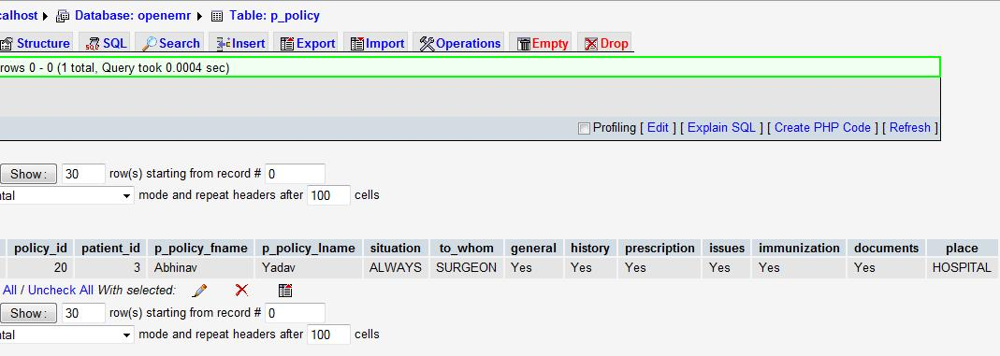 calhost ▸ Database: openemr ▸ Table: p_policy
Structure SQL Search Insert Export Import Operations Empty Drop
rows 0 - 0 (1 total, Query took 0.0004 sec)
Profiling [ Edit ] [ Explain SQL ] [ Create PHP Code ] [ Refresh ]
Show : 30 row(s) starting from record # 0
ntal mode and repeat headers after 100 cells
policy_id patient_id p_policy_fname p_policy_lname situation to_whom general history prescription issues immunization documents place
20 3 Abhinav Yadav ALWAYS SURGEON Yes Yes Yes Yes Yes Yes HOSPITAL
All / Uncheck All With selected:
Show : 30 row(s) starting from record # 0
ntal mode and repeat headers after 100 cells